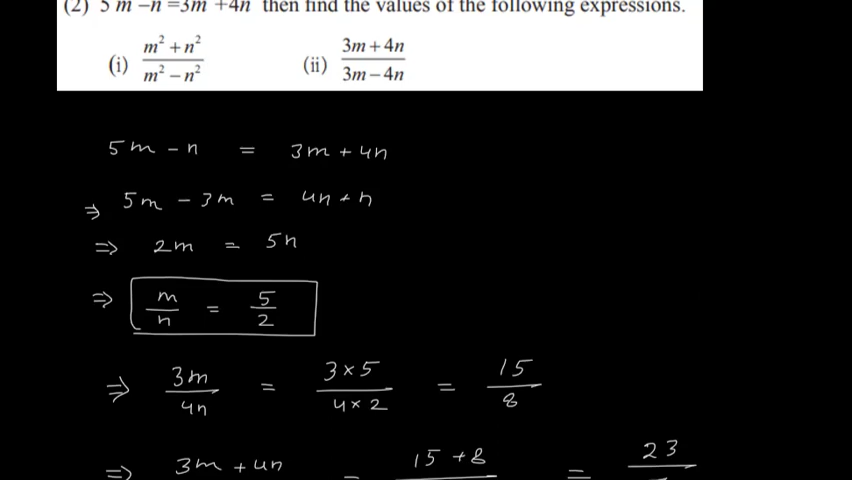 (2) 5 m −n =3m +4n then find the values of the following expressions.
(i) m² + n² / m² − n² (ii) 3m + 4n / 3m − 4n
5m − n = 3m + 4n
⇒ 5m − 3m = 4n + n
⇒ 2m = 5n
⇒ m/n = 5/2
⇒ 3m/4n = 3×5/4×2 = 15/8
⇒ 3m + 4n = 15 + 8 = 23